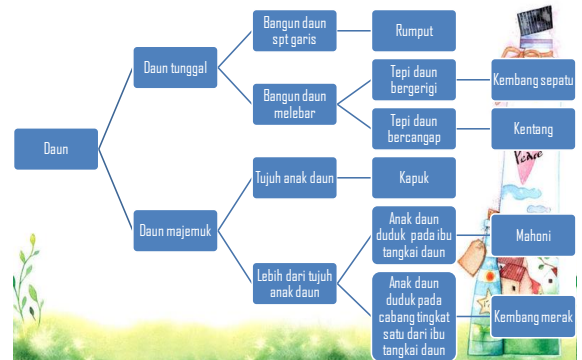 Daun
Daun tunggal
Bangun daun
spt garis
Rumput
Bangun daun
melebar
Tepi daun
bergerigi
Kembang sepatu
Tepi daun
bercangap
Kentang
Daun majemuk
Tujuh anak daun
Kapuk
Lebih dari tujuh
anak daun
Anak daun
duduk pada ibu
tangkai daun
Mahoni
Anak daun
duduk pada
cabang tingkat
satu dari ibu
tangkai daun
Kembang merak